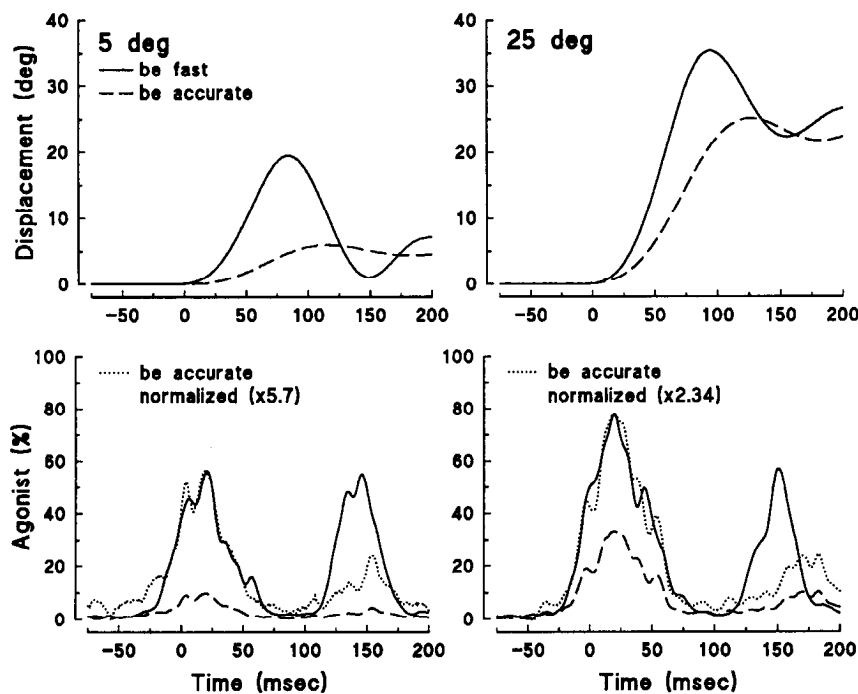 Displacement (deg)
40
30
20
10
0
5 deg
be fast
be accurate
-50 0 50 100 150 200
40
30
20
10
0
25 deg
-50 0 50 100 150 200
Agonist (%)
100
80
60
40
20
0
be accurate
normalized (x5.7)
-50 0 50 100 150 200
Time (msec)
100
80
60
40
20
0
be accurate
normalized (x2.34)
-50 0 50 100 150 200
Time (msec)